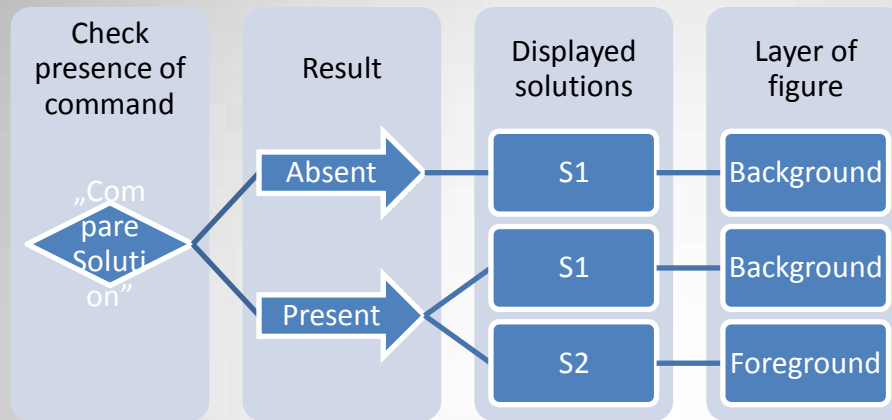 Check
presence of
command
Result
Displayed
solutions
Layer of
figure
„Com
pare
Soluti
on”
Absent
S1
Background
Present
S1
Background
S2
Foreground